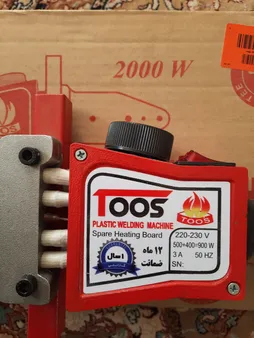 2000 W
TOOS
TOOS
PLASTIC WELDING MACHINE
Spare Heating Board
TOOS
۱۲ ماه
ضمانت
۱ سال
220-230 V
500+400=900 W
3 A 50 HZ
SN: